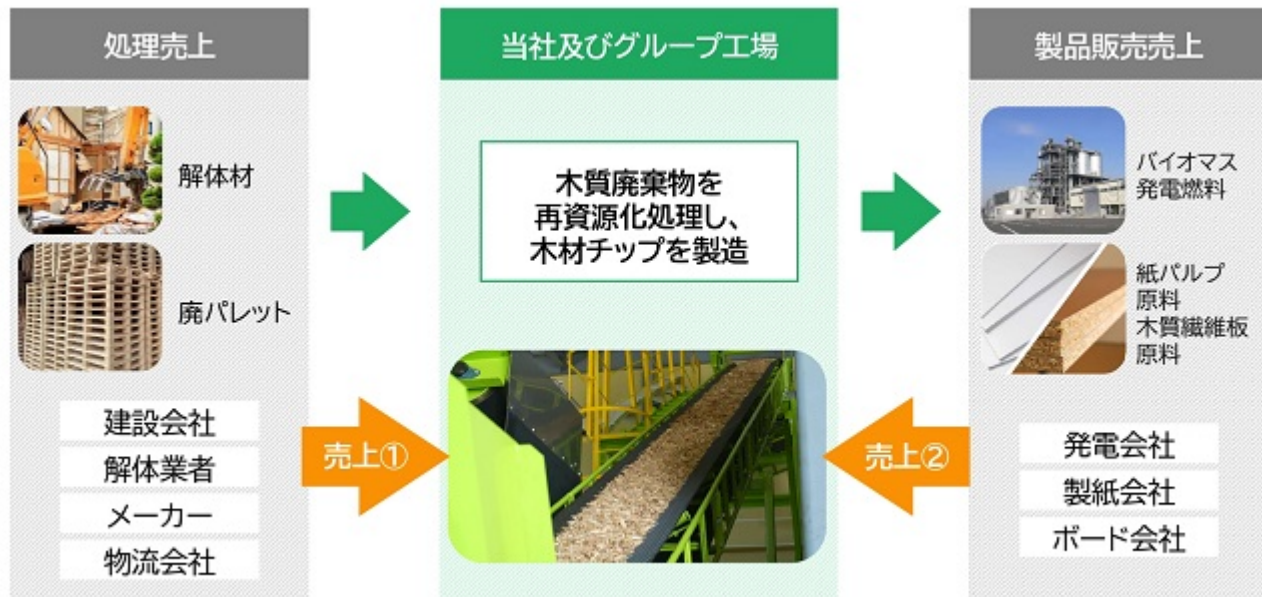 処理売上
解体材
廃パレット
建設会社
解体業者
メーカー
物流会社
売上①
当社及びグループ工場
木質廃棄物を
再資源化処理し、
木材チップを製造
売上②
製品販売売上
バイオマス
発電燃料
紙パルプ
原料
木質繊維板
原料
発電会社
製紙会社
ボード会社